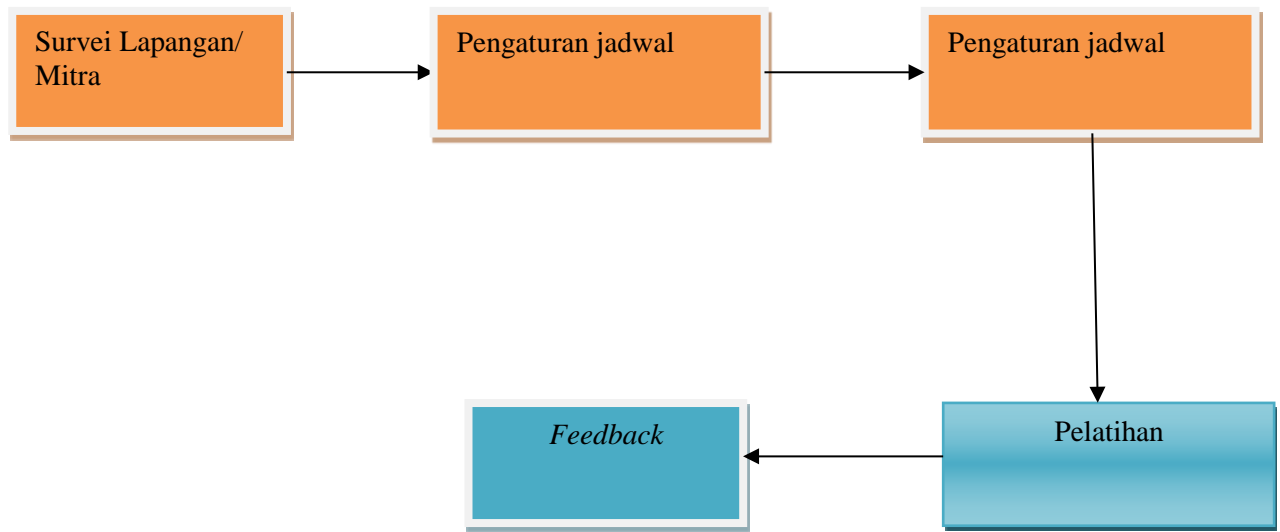 Survei Lapangan/
Mitra
Pengaturan jadwal
Pengaturan jadwal
Pelatihan
Feedback